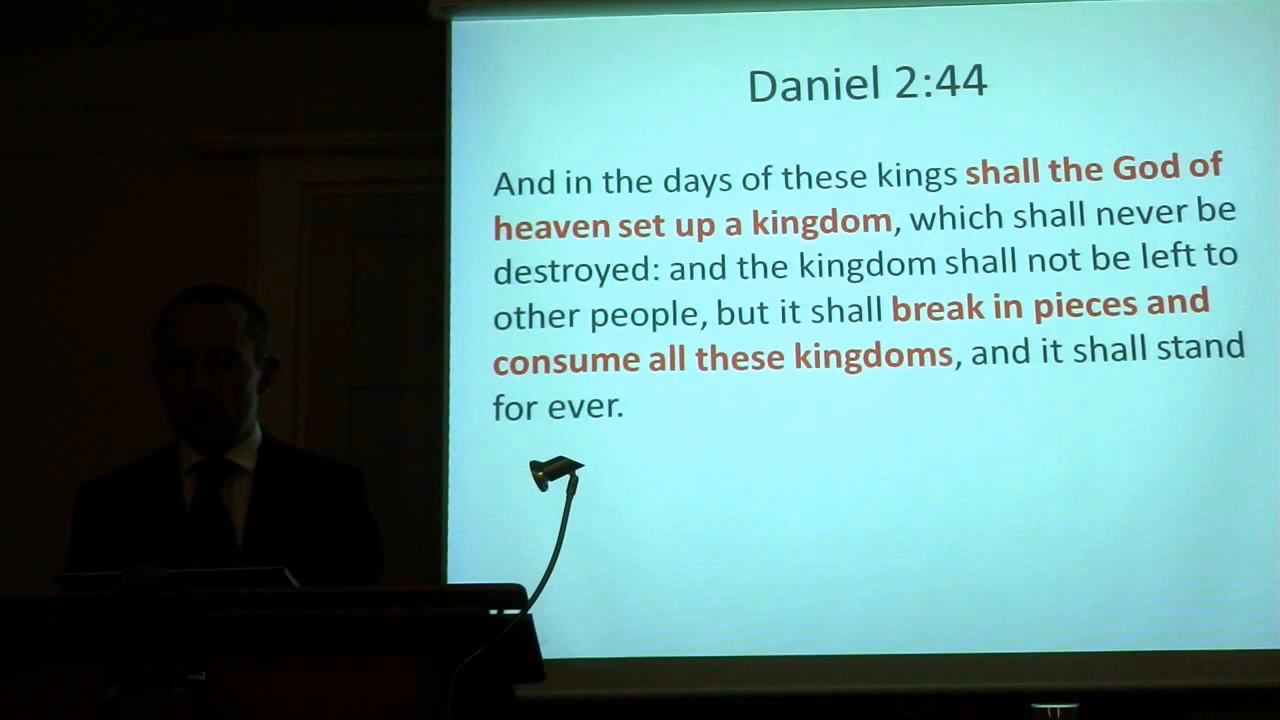 Daniel 2:44
And in the days of these kings shall the God of
heaven set up a kingdom, which shall never be
destroyed: and the kingdom shall not be left to
other people, but it shall break in pieces and
consume all these kingdoms, and it shall stand
for ever.